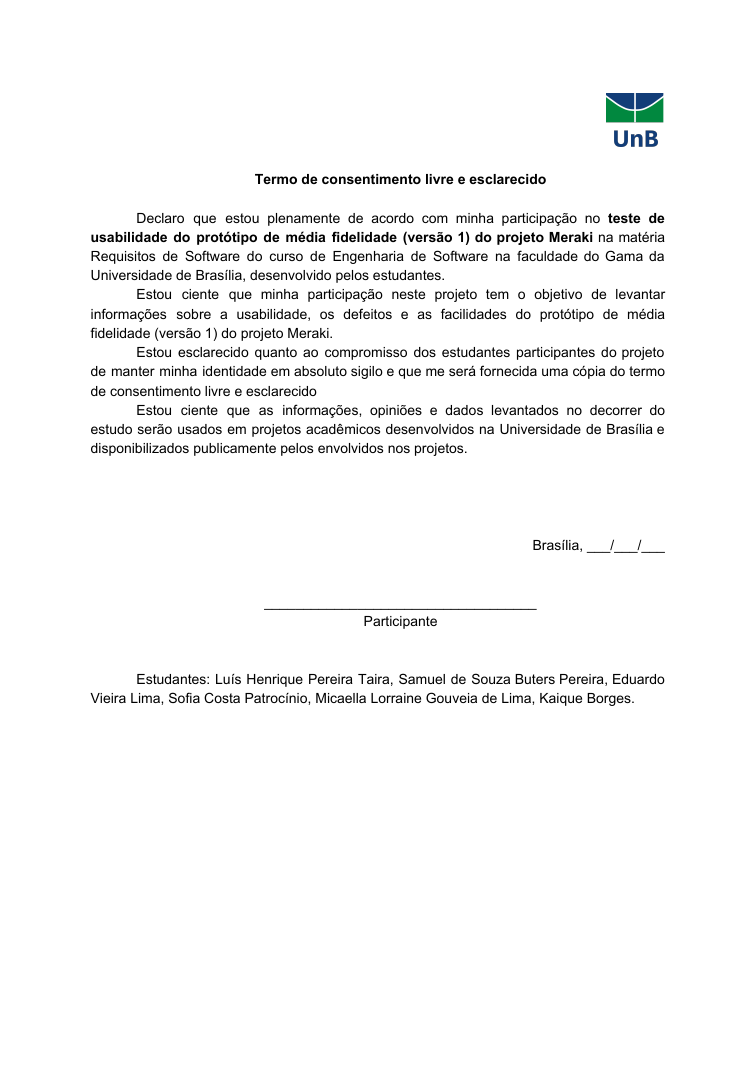 UnB
Termo de consentimento livre e esclarecido
Declaro que estou plenamente de acordo com minha participação no teste de
usabilidade do protótipo de média fidelidade (versão 1) do projeto Meraki na matéria
Requisitos de Software do curso de Engenharia de Software na faculdade do Gama da
Universidade de Brasília, desenvolvido pelos estudantes.
Estou ciente que minha participação neste projeto tem o objetivo de levantar
informações sobre a usabilidade, os defeitos e as facilidades do protótipo de média
fidelidade (versão 1) do projeto Meraki.
Estou esclarecido quanto ao compromisso dos estudantes participantes do projeto
de manter minha identidade em absoluto sigilo e que me será fornecida uma cópia do termo
de consentimento livre e esclarecido
Estou ciente que as informações, opiniões e dados levantados no decorrer do
estudo serão usados em projetos acadêmicos desenvolvidos na Universidade de Brasília e
disponibilizados publicamente pelos envolvidos nos projetos.
Brasília, ___/___/___
___________________________________
Participante
Estudantes: Luís Henrique Pereira Taira, Samuel de Souza Buters Pereira, Eduardo
Vieira Lima, Sofia Costa Patrocínio, Micaella Lorraine Gouveia de Lima, Kaique Borges.